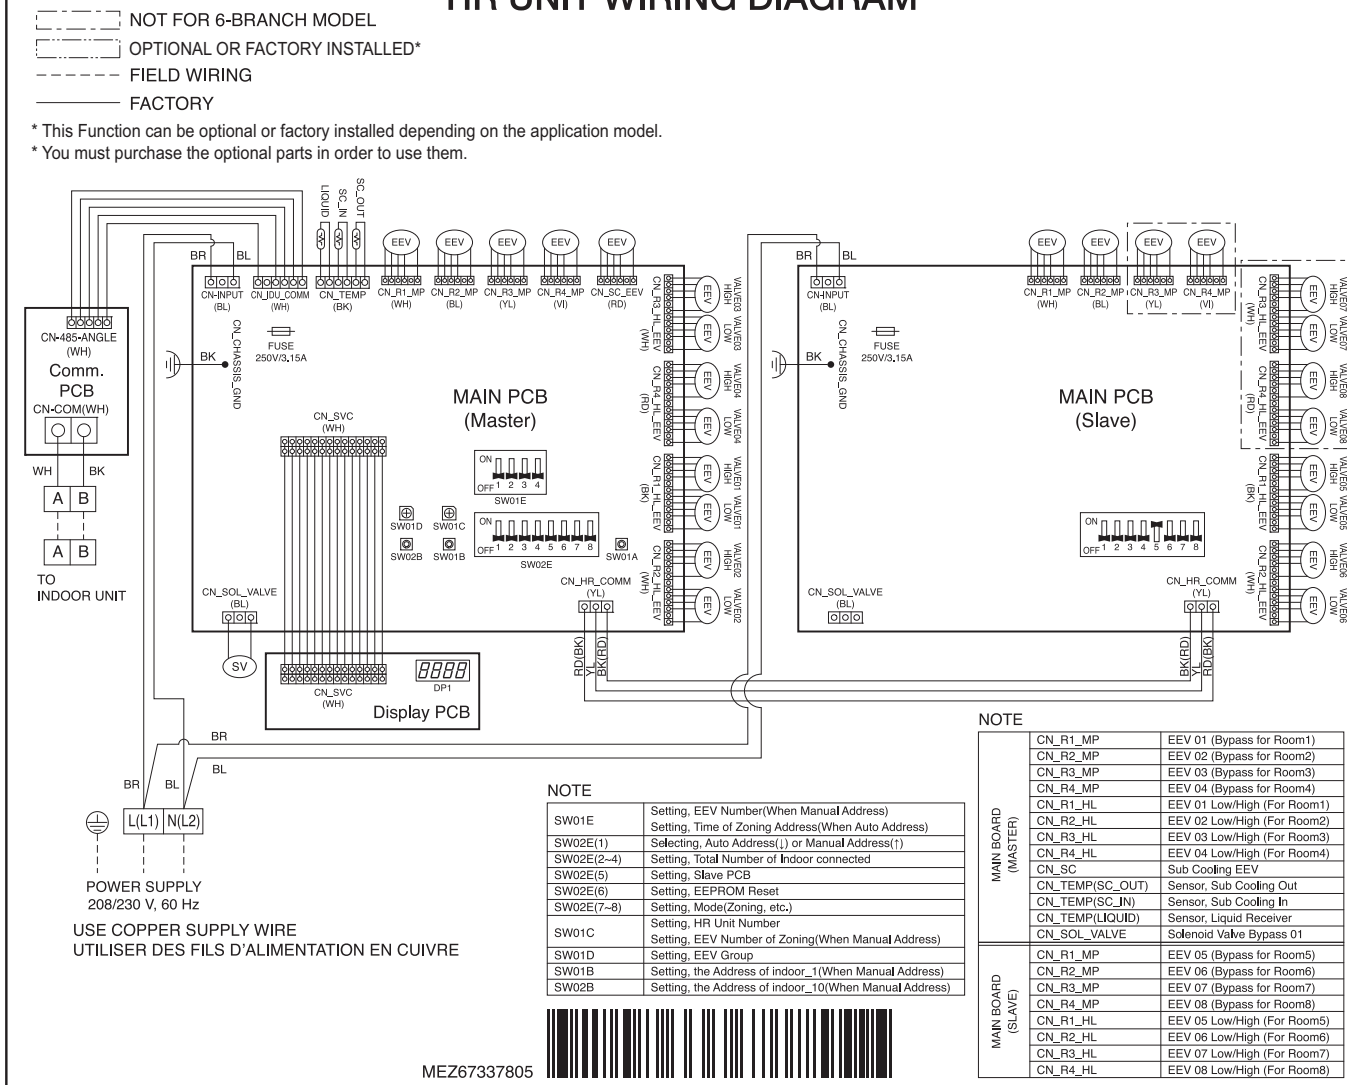 HR UNIT WIRING DIAGRAM
NOT FOR 6-BRANCH MODEL
OPTIONAL OR FACTORY INSTALLED*
FIELD WIRING
FACTORY
* This Function can be optional or factory installed depending on the application model.
* You must purchase the optional parts in order to use them.
LIQUID
SC_IN
SC_OUT
EEV EEV EEV EEV EEV
BR BL
CN-INPUT
(BL)
CN_IDU_COMM
(WH)
CN_TEMP
(BK)
CN_R1_MP
(WH)
CN_R2_MP
(BL)
CN_R3_MP
(YL)
CN_R4_MP
(VI)
CN_SC_EEV
(RD)
CN-485-ANGLE
(WH)
Comm.
PCB
CN-COM(WH)
WH BK
A B
A B
TO
INDOOR UNIT
BK
CN_CHASSIS_GND
FUSE
250V/3.15A
MAIN PCB
(Master)
CN_SVC
(WH)
ON
OFF 1 2 3 4
SW01E
SW01D SW01C
SW02B SW01B
ON
OFF 1 2 3 4 5 6 7 8
SW02E
SW01A
CN_SOL_VALVE
(BL)
SV
CN_HR_COMM
(YL)
CN_R3_HL_EEV
(WH)
EEV
VALVE03
HIGH
EEV
VALVE03
LOW
CN_R4_HL_EEV
(RD)
EEV
VALVE04
HIGH
EEV
VALVE04
LOW
CN_R1_HL_EEV
(BK)
EEV
VALVE01
HIGH
EEV
VALVE01
LOW
CN_R2_HL_EEV
(WH)
EEV
VALVE02
HIGH
EEV
VALVE02
LOW
CN_SVC
(WH)
8888
DP1
Display PCB
RD(BK)
YL
BK(RD)
BR BL
CN-INPUT
(BL)
BK
CN_CHASSIS_GND
FUSE
250V/3.15A
EEV EEV EEV EEV
CN_R1_MP
(WH)
CN_R2_MP
(BL)
CN_R3_MP
(YL)
CN_R4_MP
(VI)
MAIN PCB
(Slave)
ON
OFF 1 2 3 4 5 6 7 8
CN_SOL_VALVE
(BL)
CN_HR_COMM
(YL)
CN_R3_HL_EEV
(WH)
EEV
VALVE07
HIGH
EEV
VALVE07
LOW
CN_R4_HL_EEV
(RD)
EEV
VALVE08
HIGH
EEV
VALVE08
LOW
CN_R1_HL_EEV
(BK)
EEV
VALVE05
HIGH
EEV
VALVE05
LOW
CN_R2_HL_EEV
(WH)
EEV
VALVE06
HIGH
EEV
VALVE06
LOW
BK(RD)
YL
RD(BK)
BR
BL
BR BL
L(L1) N(L2)
POWER SUPPLY
208/230 V, 60 Hz
USE COPPER SUPPLY WIRE
UTILISER DES FILS D'ALIMENTATION EN CUIVRE
NOTE
SW01E Setting, EEV Number(When Manual Address)
Setting, Time of Zoning Address(When Auto Address)
SW02E(1) Selecting, Auto Address(↓) or Manual Address(↑)
SW02E(2~4) Setting, Total Number of Indoor connected
SW02E(5) Setting, Slave PCB
SW02E(6) Setting, EEPROM Reset
SW02E(7~8) Setting, Mode(Zoning, etc.)
SW01C Setting, HR Unit Number
Setting, EEV Number of Zoning(When Manual Address)
SW01D Setting, EEV Group
SW01B Setting, the Address of indoor_1(When Manual Address)
SW02B Setting, the Address of indoor_10(When Manual Address)
MEZ67337805
NOTE
MAIN BOARD
(MASTER)
CN_R1_MP EEV 01 (Bypass for Room1)
CN_R2_MP EEV 02 (Bypass for Room2)
CN_R3_MP EEV 03 (Bypass for Room3)
CN_R4_MP EEV 04 (Bypass for Room4)
CN_R1_HL EEV 01 Low/High (For Room1)
CN_R2_HL EEV 02 Low/High (For Room2)
CN_R3_HL EEV 03 Low/High (For Room3)
CN_R4_HL EEV 04 Low/High (For Room4)
CN_SC Sub Cooling EEV
CN_TEMP(SC_OUT) Sensor, Sub Cooling Out
CN_TEMP(SC_IN) Sensor, Sub Cooling In
CN_TEMP(LIQUID) Sensor, Liquid Receiver
CN_SOL_VALVE Solenoid Valve Bypass 01
MAIN BOARD
(SLAVE)
CN_R1_MP EEV 05 (Bypass for Room5)
CN_R2_MP EEV 06 (Bypass for Room6)
CN_R3_MP EEV 07 (Bypass for Room7)
CN_R4_MP EEV 08 (Bypass for Room8)
CN_R1_HL EEV 05 Low/High (For Room5)
CN_R2_HL EEV 06 Low/High (For Room6)
CN_R3_HL EEV 07 Low/High (For Room7)
CN_R4_HL EEV 08 Low/High (For Room8)